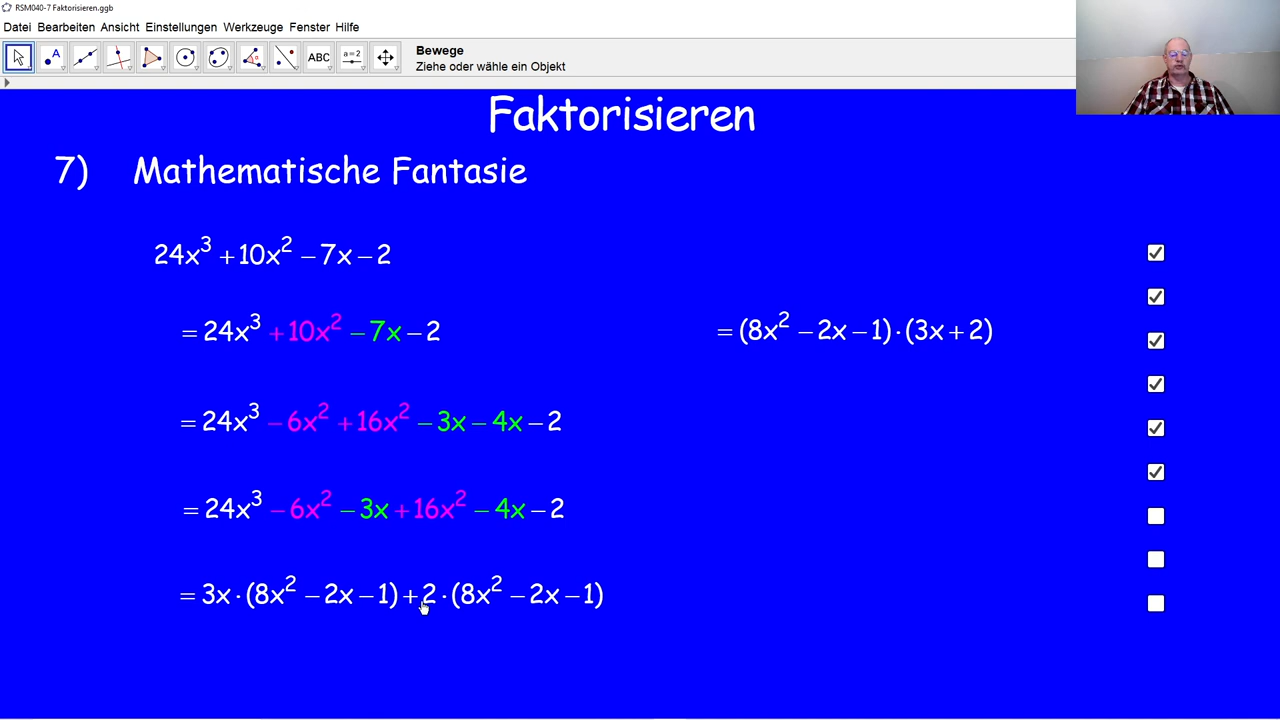 RSM040-7 Faktorisieren.ggb
Datei Bearbeiten Ansicht Einstellungen Werkzeuge Fenster Hilfe
A ABC a=2
Bewege
Ziehe oder wähle ein Objekt
Faktorisieren
7) Mathematische Fantasie
24x³ + 10x² − 7x − 2
= 24x³ + 10x² − 7x − 2
= 24x³ − 6x² + 16x² − 3x − 4x − 2
= 24x³ − 6x² − 3x + 16x² − 4x − 2
= 3x · (8x² − 2x − 1) + 2 · (8x² − 2x − 1)
= (8x² − 2x − 1) · (3x + 2)